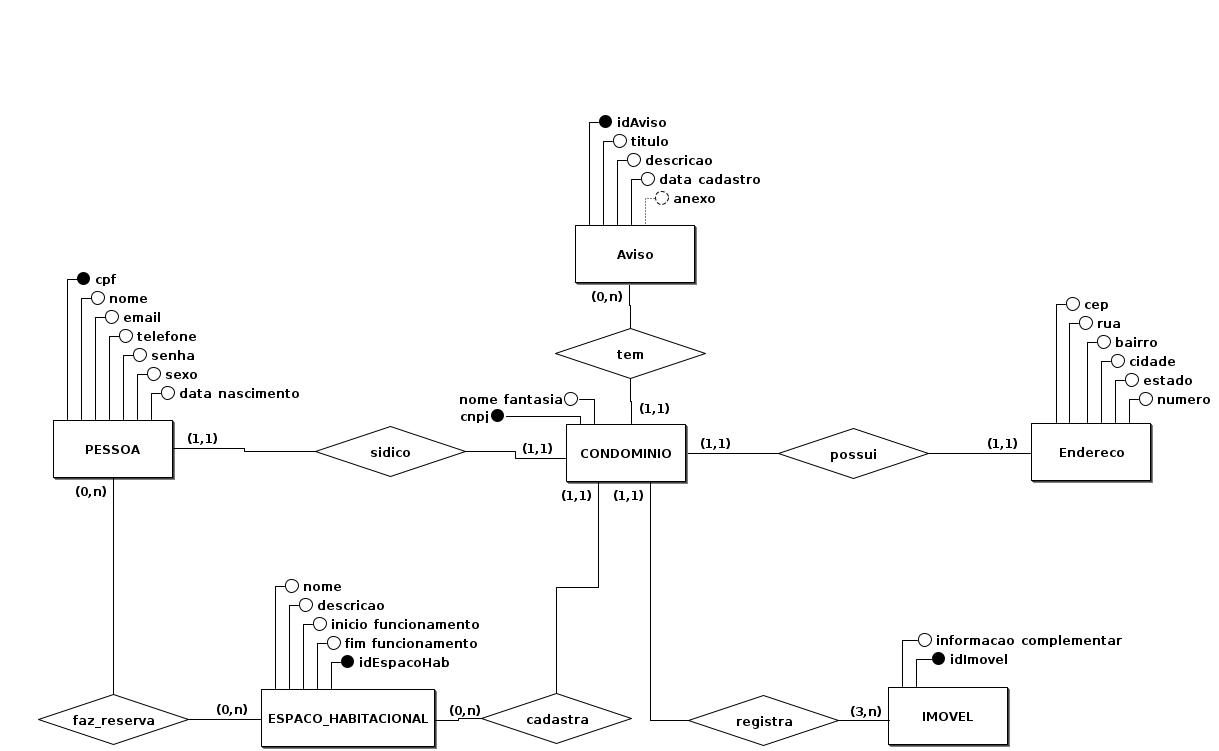 idAviso
titulo
descricao
data cadastro
anexo
Aviso
(0,n)
tem
(1,1)
cpf
nome
email
telefone
senha
sexo
data nascimento
PESSOA
(1,1)
(0,n)
sidico
(1,1)
nome fantasia
cnpj
CONDOMINIO
(1,1)
(1,1)
(1,1)
possui
(1,1)
cep
rua
bairro
cidade
estado
numero
Endereco
nome
descricao
inicio funcionamento
fim funcionamento
idEspacoHab
faz_reserva
(0,n)
ESPACO_HABITACIONAL
(0,n)
cadastra
registra
(3,n)
informacao complementar
idImovel
IMOVEL